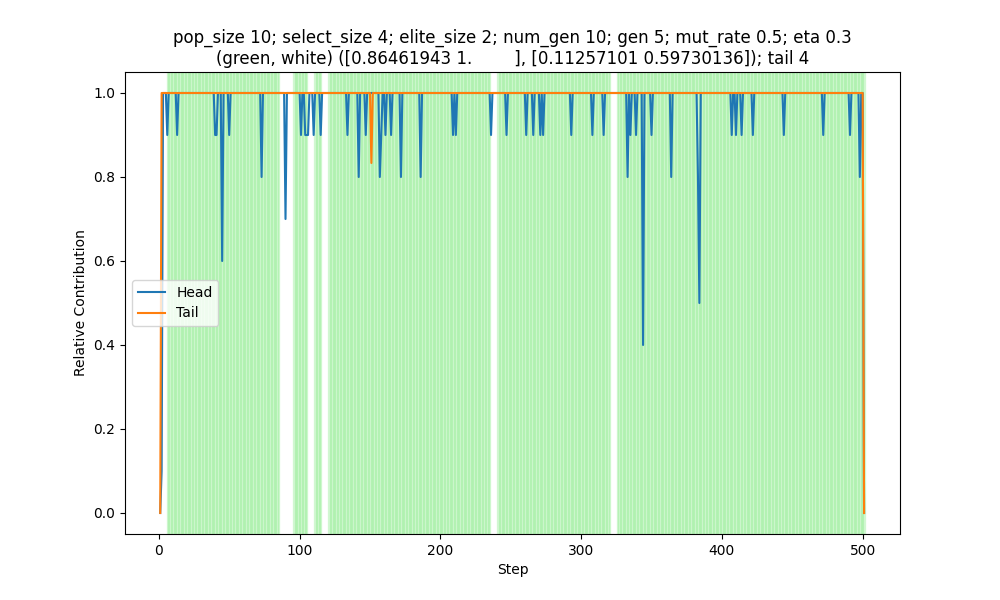 pop_size 10; select_size 4; elite_size 2; num_gen 10; gen 5; mut_rate 0.5; eta 0.3
(green, white) ([0.86461943 1.        ], [0.11257101 0.59730136]); tail 4
1.0
0.8
0.6
0.4
0.2
0.0
Relative Contribution
Head
Tail
0
100
200
300
400
500
Step